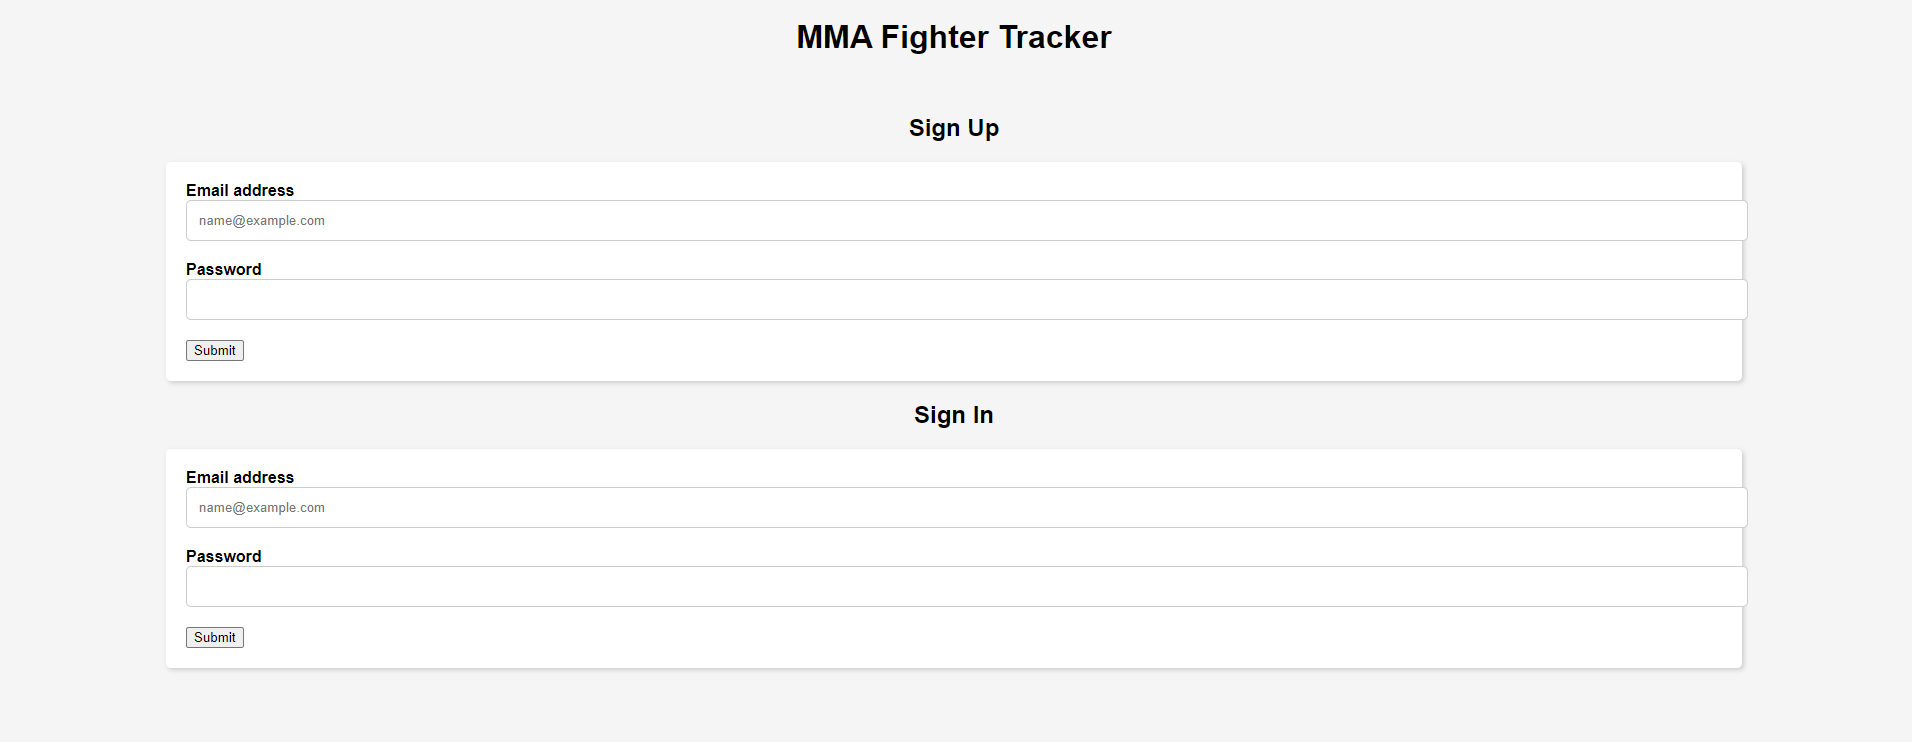 MMA Fighter Tracker
Sign Up
Email address
name@example.com
Password
Submit
Sign In
Email address
name@example.com
Password
Submit